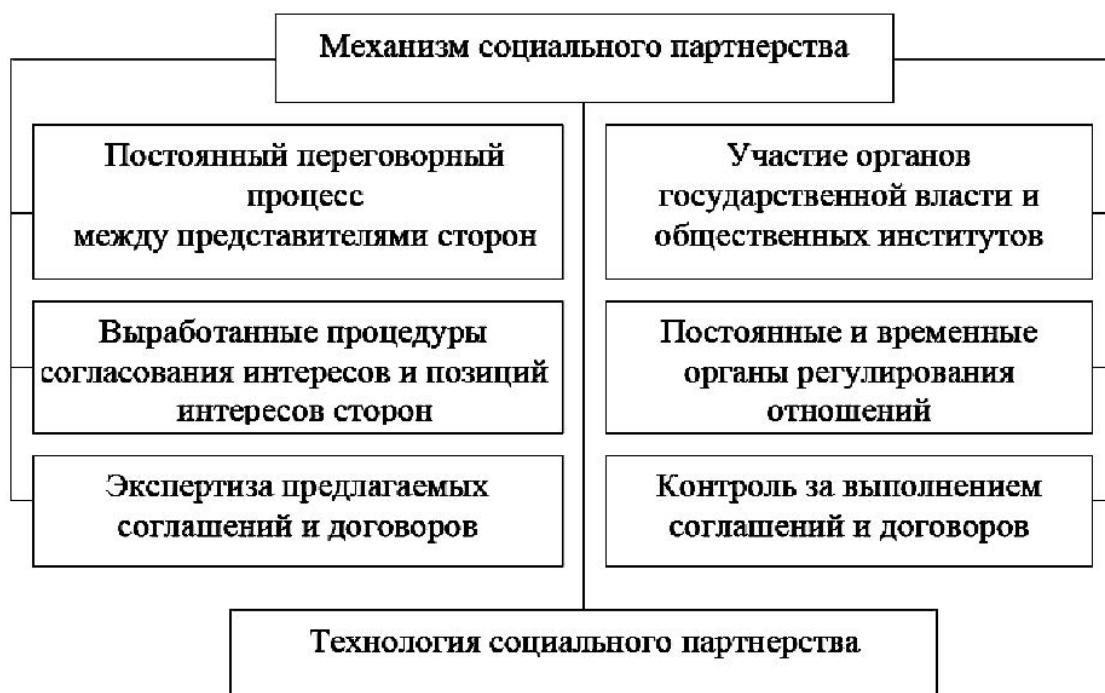 Механизм социального партнерства
Постоянный переговорный
процесс
между представителями сторон
Участие органов
государственной власти и
общественных институтов
Выработанные процедуры
согласования интересов и позиций
интересов сторон
Постоянные и временные
органы регулирования
отношений
Экспертиза предлагаемых
соглашений и договоров
Контроль за выполнением
соглашений и договоров
Технология социального партнерства